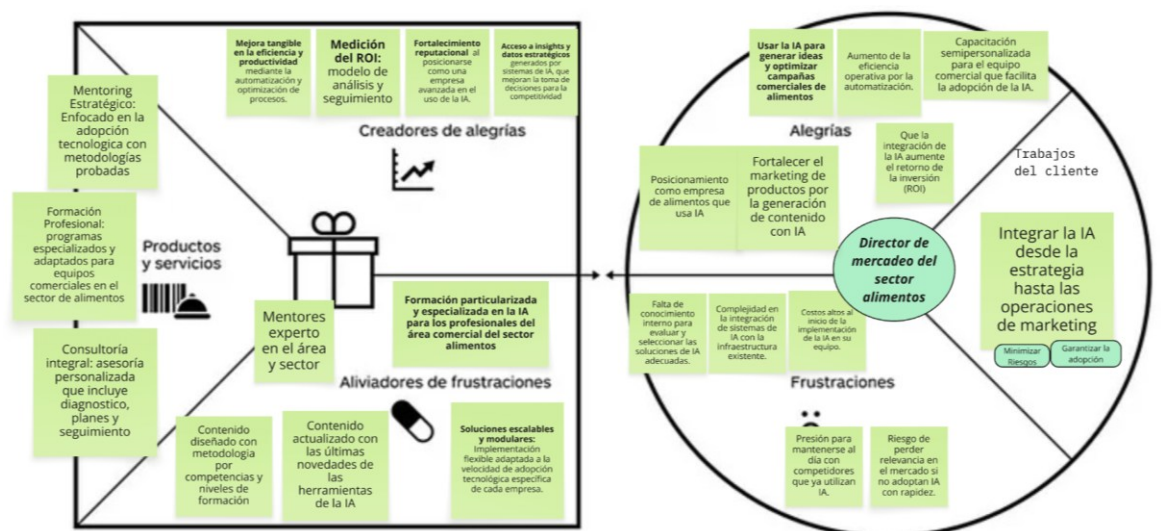 Mentoring
Estratégico:
Enfocado en la
adopción
tecnologica con
metodologías
probadas
Formación
Profesional:
programas
especializados y
adaptados para
equipos
comerciales en el
sector de alimentos
Productos
y servicios
Consultoría
integral: asesoría
personalizada
que incluye
diagnostico,
planes y
seguimiento
Mejora tangible
en la eficiencia y
productividad
mediante la
automatización y
optimización de
procesos.
Medición
del ROI:
modelo de
análisis y
seguimiento
Fortalecimiento
reputacional al
posicionarse
como una
empresa
avanzada en el
uso de la IA.
Acceso a insights y
datos estratégicos
generados por
sistemas de IA, que
mejoran la toma de
decisiones para la
competitividad
Creadores de alegrías
Mentores
experto en
el área
y sector
Formación particularizada
y especializada en la IA
para los profesionales del
área comercial del sector
alimentos
Aliviadores de frustraciones
Contenido
diseñado con
metodologia
por
competencias y
niveles de
formación
Contenido
actualizado con
las últimas
novedades de
las
herramientas
de la IA
Soluciones escalables
y modulares:
Implementación
flexible adaptada a la
velocidad de adopción
tecnológica específica
de cada empresa.
Usar la IA para
generar ideas
y optimizar
campañas
comerciales de
alimentos
Aumento de la
eficiencia
operativa por la
automatización.
Capacitación
semipersonalizada
para el equipo
comercial que facilita
la adopción de la IA.
Alegrías
Posicionamiento
como empresa
de alimentos que
usa IA
Fortalecer el
marketing de
productos por
la generación
de contenido
con IA
Que la
integración de
la IA aumente
el retorno de
la inversión
(ROI)
Trabajos
del cliente
Director de
mercadeo del
sector
alimentos
Integrar la IA
desde la
estrategia
hasta las
operaciones
de marketing
Minimizar
Riesgos
Garantizar la
adopción
Falta de
conocimiento
interno para
evaluar y
seleccionar las
soluciones de IA
adecuadas.
Complejidad en
la integración
de sistemas de
IA con la
infraestructura
existente.
Costos altos al
inicio de la
implementación
de la IA en su
equipo.
Frustraciones
Presión para
mantenerse al
día con
competidores
que ya utilizan
IA.
Riesgo de
perder
relevancia en
el mercado si
no adoptan IA
con rapidez.